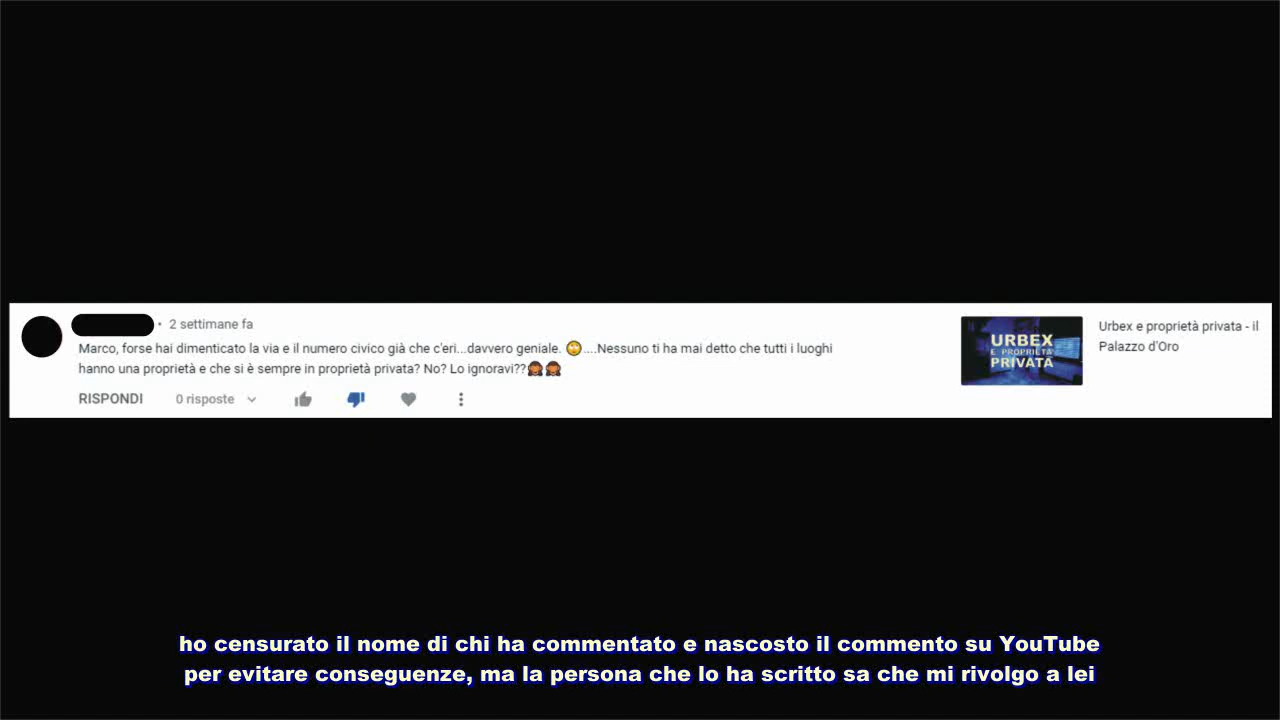 • 2 settimane fa
Marco, forse hai dimenticato la via e il numero civico già che c'eri...davvero geniale. 🙄....Nessuno ti ha mai detto che tutti i luoghi
hanno una proprietà e che si è sempre in proprietà privata? No? Lo ignoravi??🤦🤦
RISPONDI 0 risposte
URBEX
E PROPRIETÀ
PRIVATA
Urbex e proprietà privata - il
Palazzo d'Oro
ho censurato il nome di chi ha commentato e nascosto il commento su YouTube
per evitare conseguenze, ma la persona che lo ha scritto sa che mi rivolgo a lei